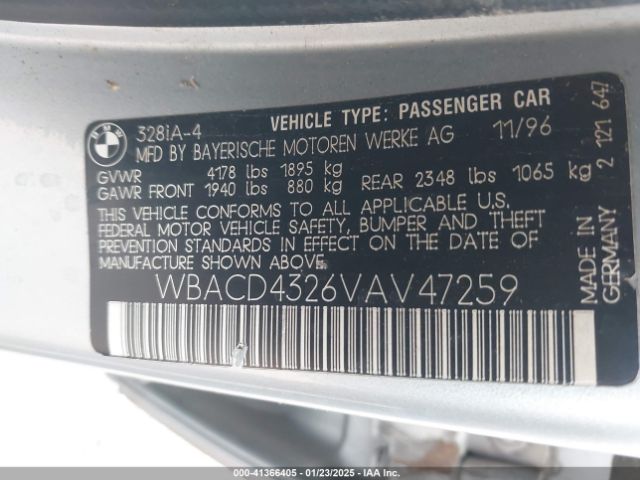 BMW
328iA-4 VEHICLE TYPE: PASSENGER CAR
MFD BY BAYERISCHE MOTOREN WERKE AG 11/96
GVWR 4178 lbs 1895 kg
GAWR FRONT 1940 lbs 880 kg REAR 2348 lbs 1065 kg
THIS VEHICLE CONFORMS TO ALL APPLICABLE U.S.
FEDERAL MOTOR VEHICLE SAFETY, BUMPER AND THEFT
PREVENTION STANDARDS IN EFFECT ON THE DATE OF
MANUFACTURE SHOWN ABOVE.
WBACD4326VAV47259
MADE IN
GERMANY 2 121 647
00-41366405 - 01/23/2025 - IAA, Inc.